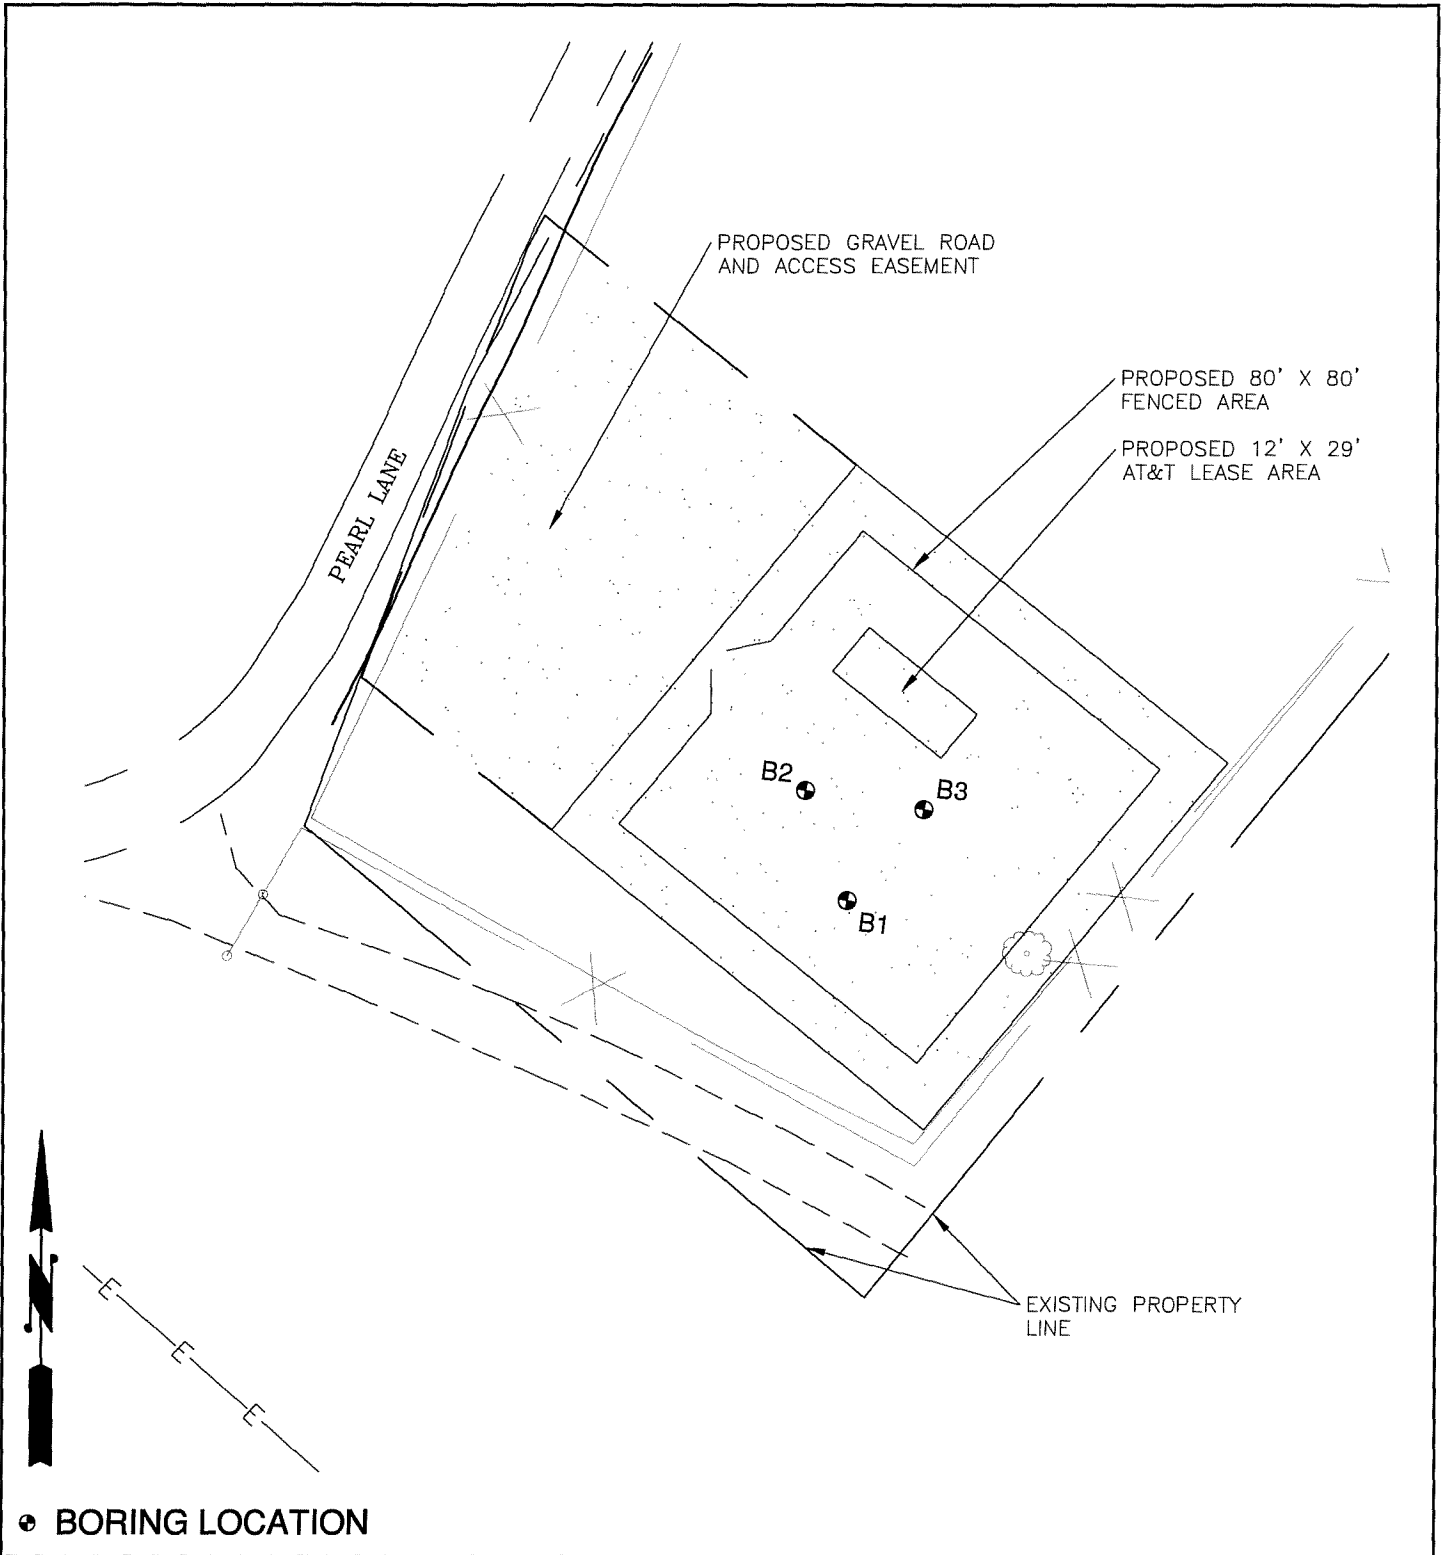 PROPOSED GRAVEL ROAD
AND ACCESS EASEMENT
PROPOSED 80' X 80'
FENCED AREA
PROPOSED 12' X 29'
AT&T LEASE AREA
PEARL LANE
B2
B3
B1
N
EXISTING PROPERTY
LINE
E
E
E
BORING LOCATION